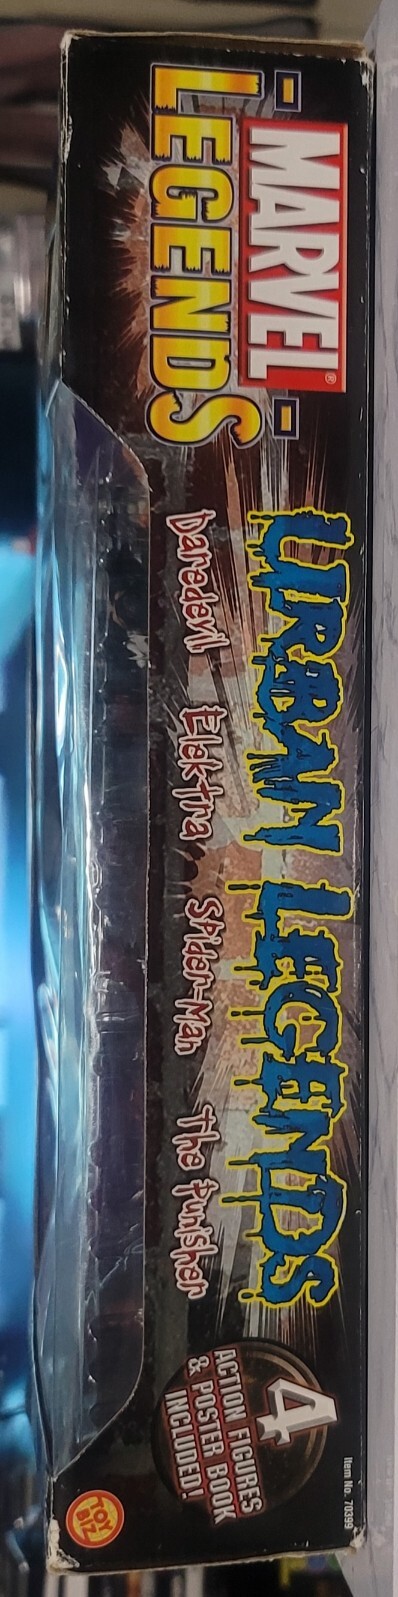 MARVEL®
LEGENDS
URBAN LEGENDS
Daredevil Elektra Spider-Man The Punisher
4
ACTION FIGURES
& POSTER BOOK
INCLUDED!
Item No. 70399
TOY
BIZ